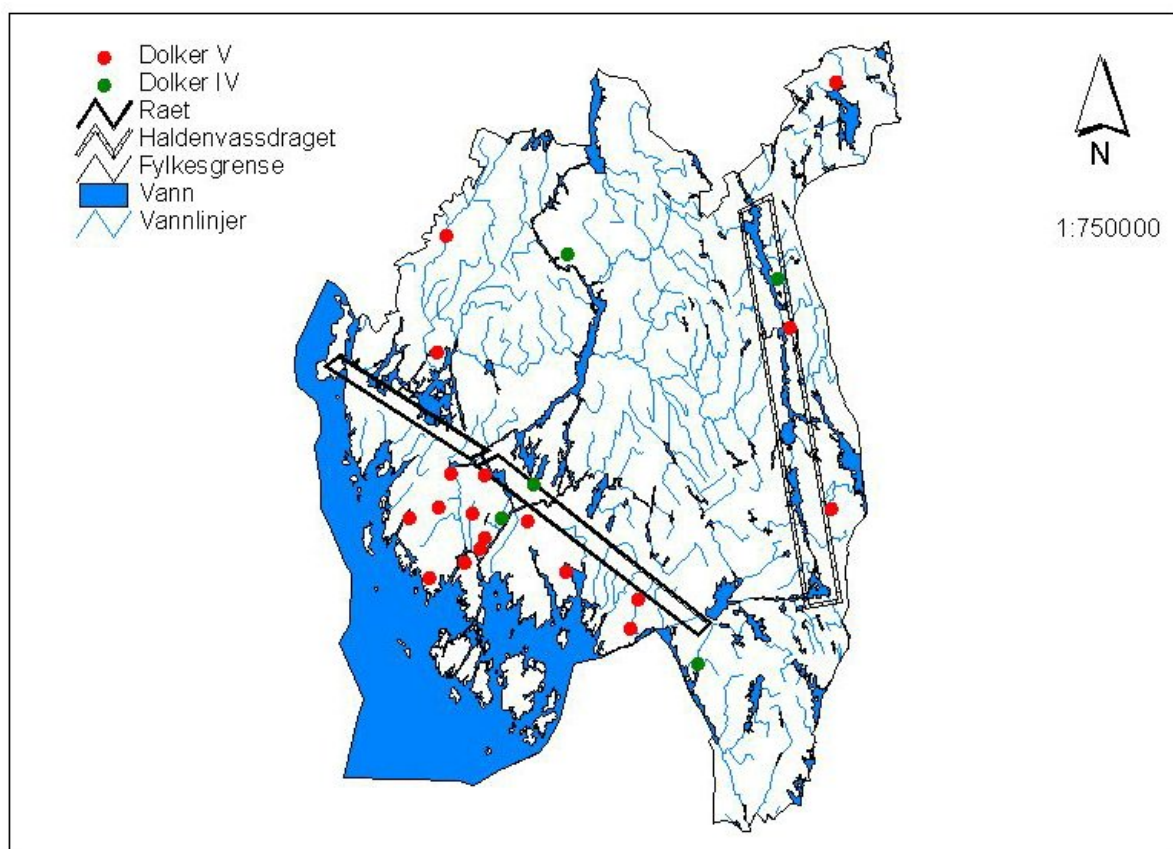 Dolker V
Dolker IV
Raet
Haldenvassdraget
Fylkesgrense
Vann
Vannlinjer
N
1:750000